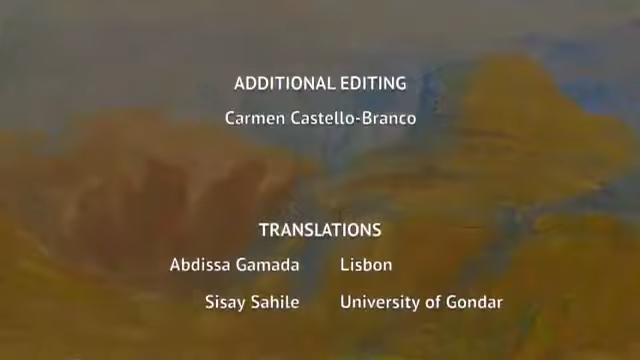 ADDITIONAL EDITING
Carmen Castello-Branco
TRANSLATIONS
Abdissa Gamada Lisbon
Sisay Sahile University of Gondar